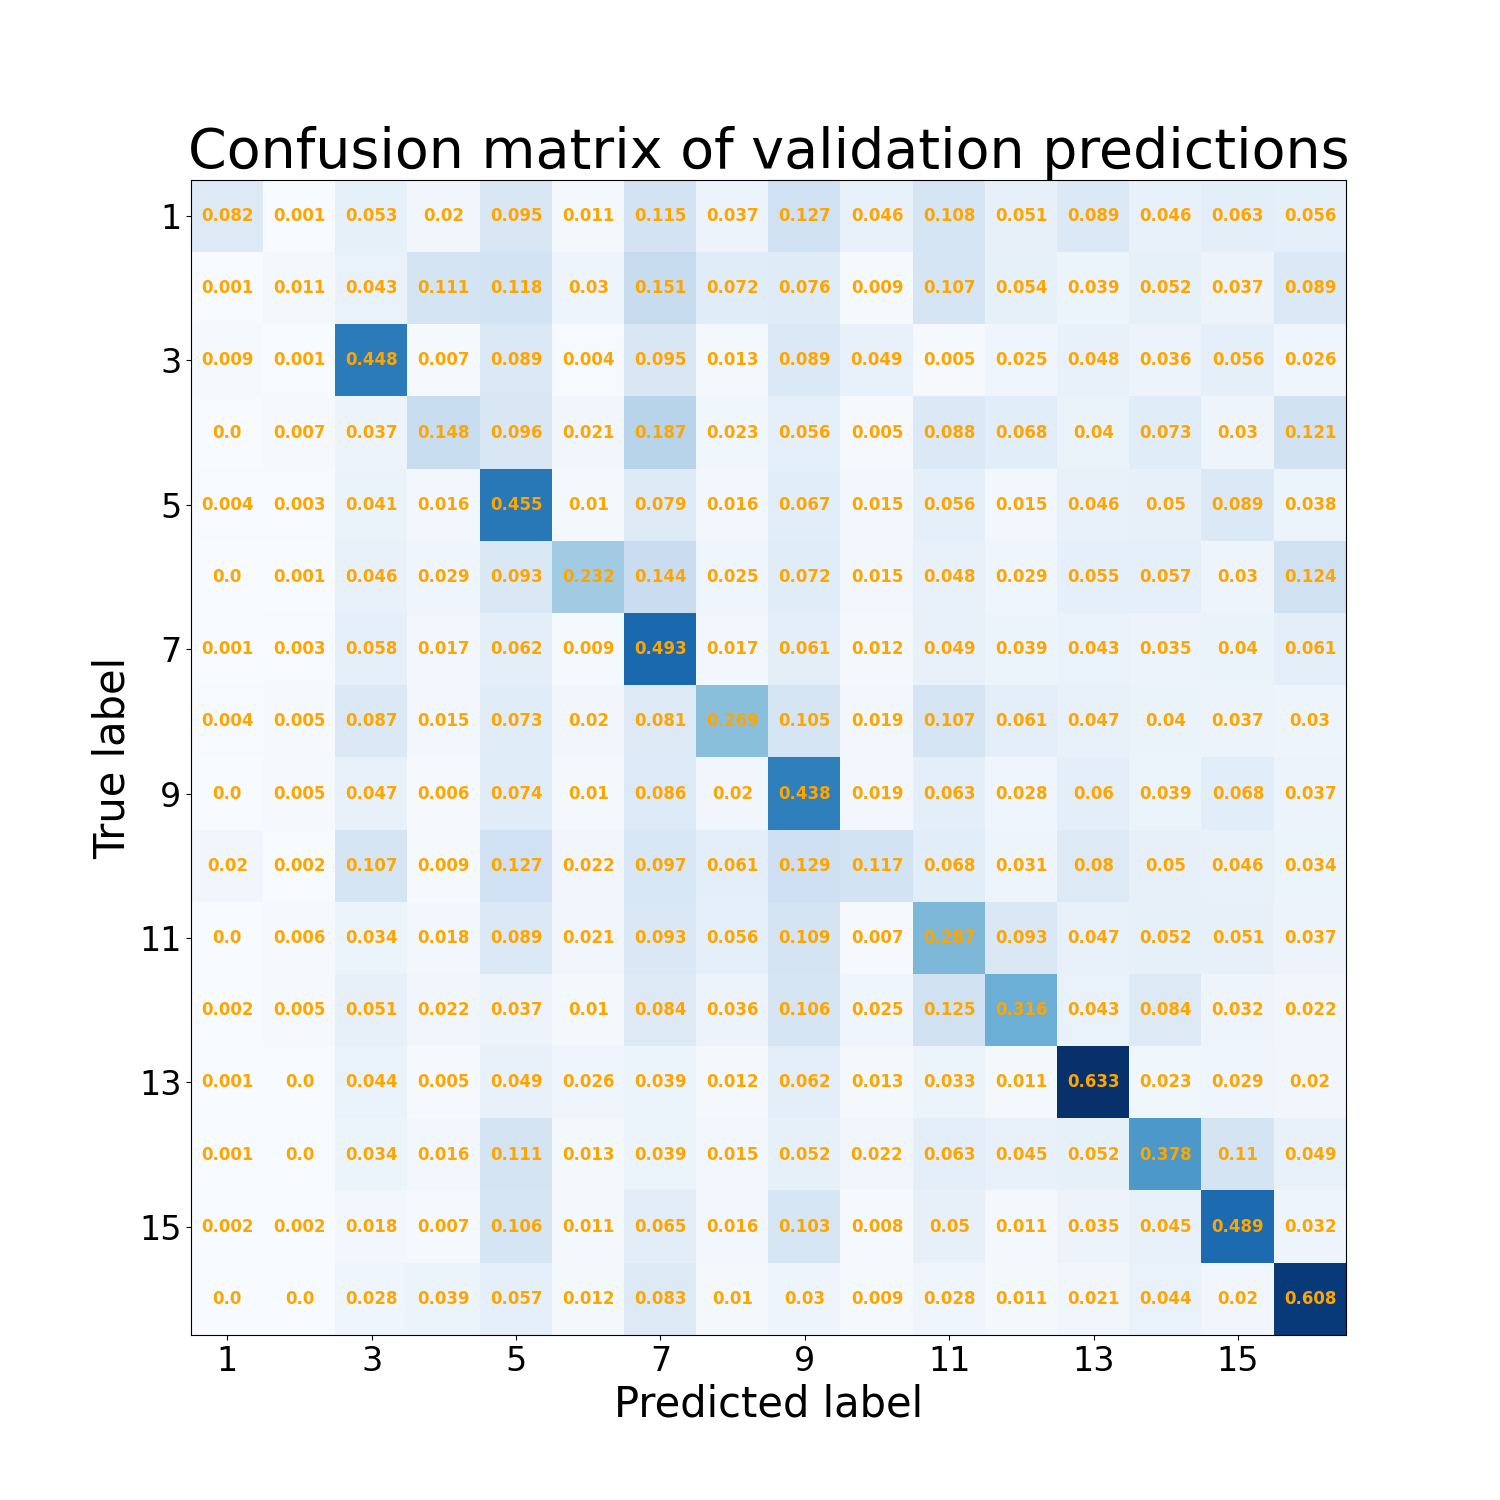 Confusion matrix of validation predictions
1 0.082 0.001 0.053 0.02 0.095 0.011 0.115 0.037 0.127 0.046 0.108 0.051 0.089 0.046 0.063 0.056
0.001 0.011 0.043 0.111 0.118 0.03 0.151 0.072 0.076 0.009 0.107 0.054 0.039 0.052 0.037 0.089
3 0.009 0.001 0.448 0.007 0.089 0.004 0.095 0.013 0.089 0.049 0.005 0.025 0.048 0.036 0.056 0.026
0.0 0.007 0.037 0.148 0.096 0.021 0.187 0.023 0.056 0.005 0.088 0.068 0.04 0.073 0.03 0.121
5 0.004 0.003 0.041 0.016 0.455 0.01 0.079 0.016 0.067 0.015 0.056 0.015 0.046 0.05 0.089 0.038
0.0 0.001 0.046 0.029 0.093 0.232 0.144 0.025 0.072 0.015 0.048 0.029 0.055 0.057 0.03 0.124
7 0.001 0.003 0.058 0.017 0.062 0.009 0.493 0.017 0.061 0.012 0.049 0.039 0.043 0.035 0.04 0.061
0.004 0.005 0.087 0.015 0.073 0.02 0.081 0.269 0.105 0.019 0.107 0.061 0.047 0.04 0.037 0.03
9 0.0 0.005 0.047 0.006 0.074 0.01 0.086 0.02 0.438 0.019 0.063 0.028 0.06 0.039 0.068 0.037
0.02 0.002 0.107 0.009 0.127 0.022 0.097 0.061 0.129 0.117 0.068 0.031 0.08 0.05 0.046 0.034
11 0.0 0.006 0.034 0.018 0.089 0.021 0.093 0.056 0.109 0.007 0.287 0.093 0.047 0.052 0.051 0.037
0.002 0.005 0.051 0.022 0.037 0.01 0.084 0.036 0.106 0.025 0.125 0.316 0.043 0.084 0.032 0.022
13 0.001 0.0 0.044 0.005 0.049 0.026 0.039 0.012 0.062 0.013 0.033 0.011 0.633 0.023 0.029 0.02
0.001 0.0 0.034 0.016 0.111 0.013 0.039 0.015 0.052 0.022 0.063 0.045 0.052 0.378 0.11 0.049
15 0.002 0.002 0.018 0.007 0.106 0.011 0.065 0.016 0.103 0.008 0.05 0.011 0.035 0.045 0.489 0.032
0.0 0.0 0.028 0.039 0.057 0.012 0.083 0.01 0.03 0.009 0.028 0.011 0.021 0.044 0.02 0.608
1 3 5 7 9 11 13 15
Predicted label
True label